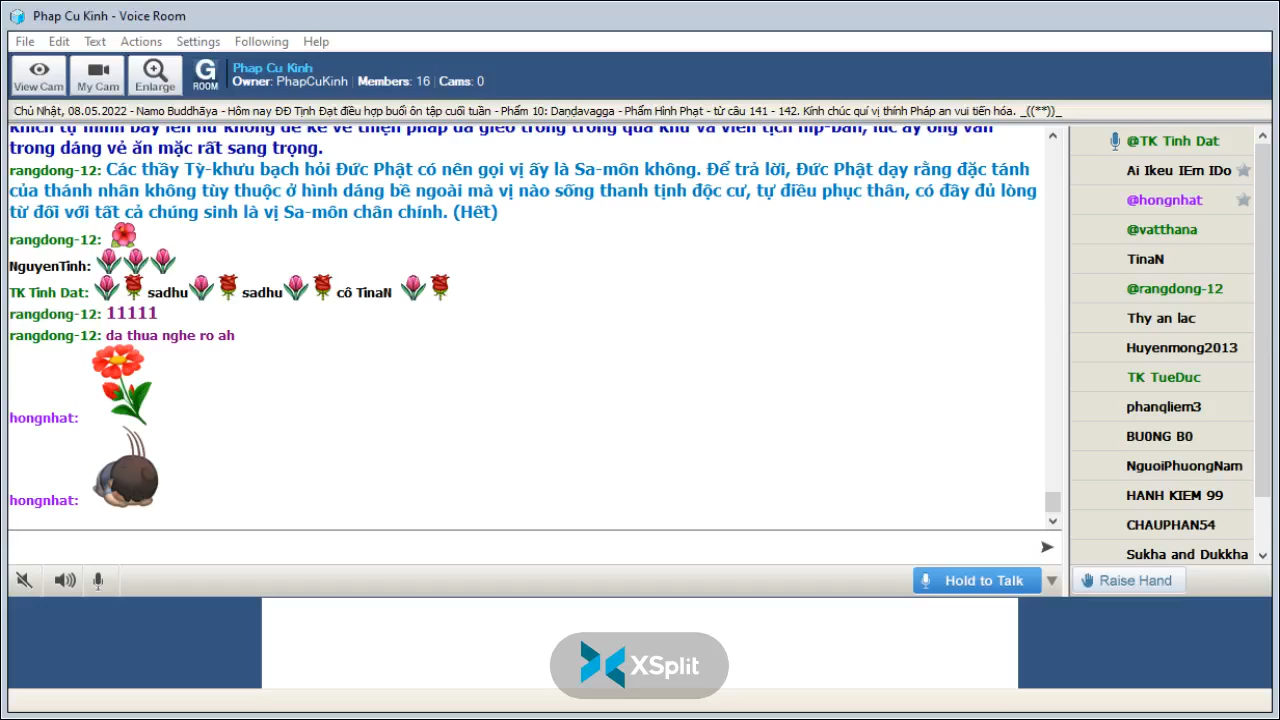 Phap Cu Kinh - Voice Room
File Edit Text Actions Settings Following Help
View Cam My Cam Enlarge G ROOM
Phap Cu Kinh
Owner: PhapCuKinh | Members: 16 | Cams: 0
Chủ Nhật, 08.05.2022 - Namo Buddhāya - Hôm nay ĐĐ Tịnh Đạt điều hợp buổi ôn tập cuối tuần - Phẩm 10: Daṇḍavagga - Phẩm Hình Phạt - từ câu 141 - 142. Kính chúc quí vị thính Pháp an vui tiến hóa. _((**))_
trong dáng vẻ ăn mặc rất sang trọng.
rangdong-12: Các thầy Tỳ-khưu bạch hỏi Đức Phật có nên gọi vị ấy là Sa-môn không. Để trả lời, Đức Phật dạy rằng đặc tánh
của thánh nhân không tùy thuộc ở hình dáng bề ngoài mà vị nào sống thanh tịnh độc cư, tự điều phục thân, có đầy đủ lòng
từ đối với tất cả chúng sinh là vị Sa-môn chân chính. (Hết)
rangdong-12:
NguyenTinh:
TK Tinh Dat: sadhu sadhu cô TinaN
rangdong-12: 11111
rangdong-12: da thua nghe ro ah
hongnhat:
hongnhat:
@TK Tinh Dat
Ai Ikeu IEm IDo
@hongnhat
@vatthana
TinaN
@rangdong-12
Thy an lac
Huyenmong2013
TK TueDuc
phanqliem3
BU0NG B0
NguoiPhuongNam
HANH KIEM 99
CHAUPHAN54
Sukha and Dukkha
Hold to Talk
Raise Hand
XSplit